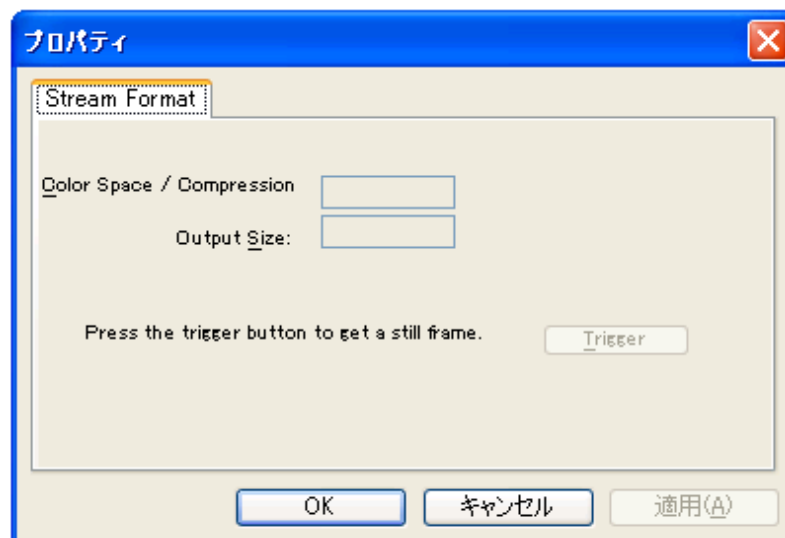 プロパティ
Stream Format
Color Space / Compression
Output Size:
Press the trigger button to get a still frame.
Trigger
OK
キャンセル
適用(A)